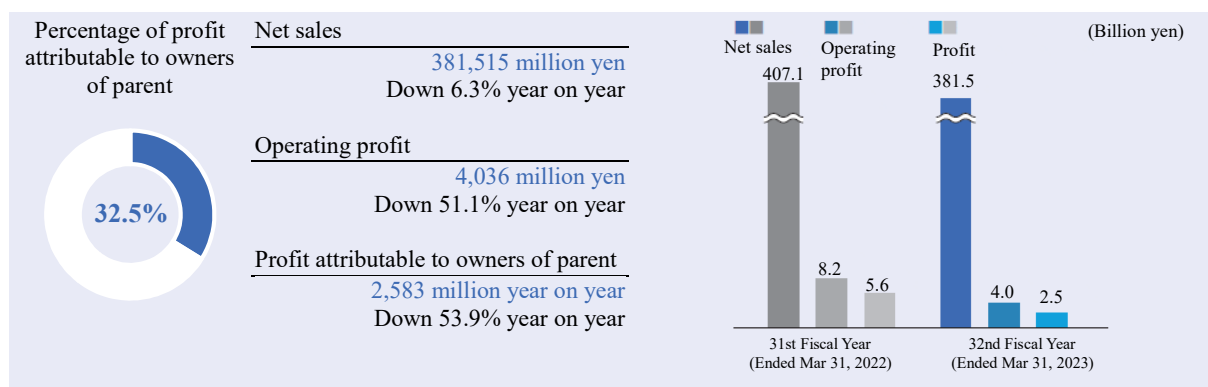 Percentage of profit
attributable to owners
of parent
32.5%
Net sales
381,515 million yen
Down 6.3% year on year
Operating profit
4,036 million yen
Down 51.1% year on year
Profit attributable to owners of parent
2,583 million year on year
Down 53.9% year on year
(Billion yen)
Net sales
Operating
profit
Profit
407.1
8.2
5.6
381.5
4.0
2.5
31st Fiscal Year
(Ended Mar 31, 2022)
32nd Fiscal Year
(Ended Mar 31, 2023)